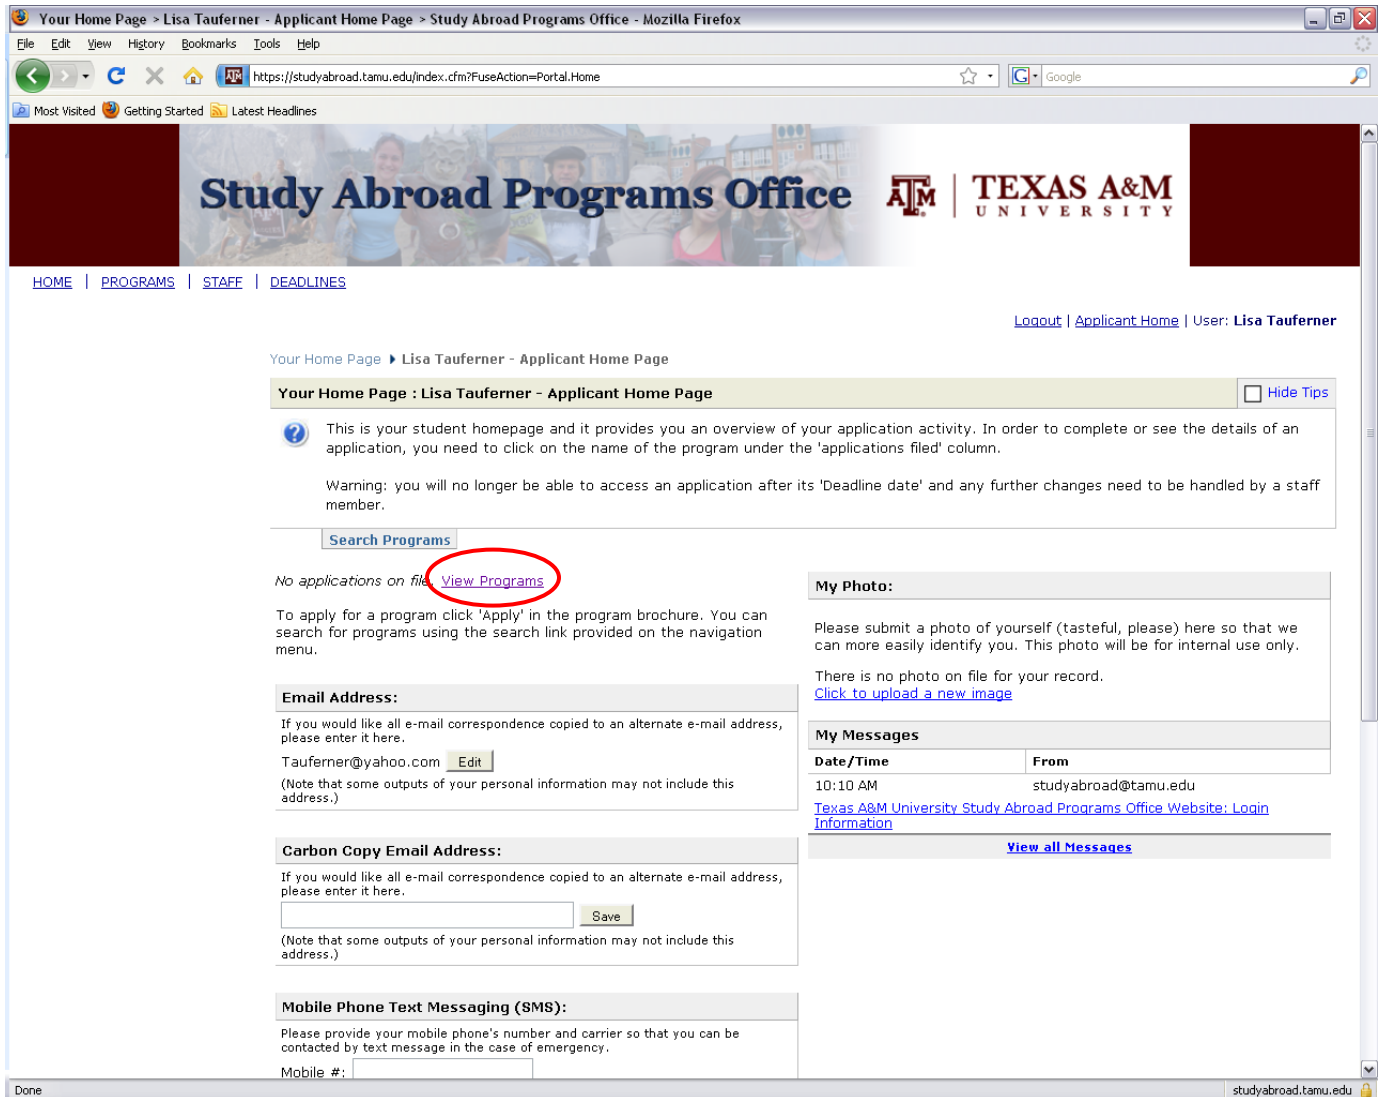 Your Home Page > Lisa Tauferner - Applicant Home Page > Study Abroad Programs Office - Mozilla Firefox
File Edit View History Bookmarks Tools Help
https://studyabroad.tamu.edu/index.cfm?FuseAction=Portal.Home
Google
Most Visited Getting Started Latest Headlines
Study Abroad Programs Office
ATM | TEXAS A&M
UNIVERSITY
HOME | PROGRAMS | STAFF | DEADLINES
Logout | Applicant Home | User: Lisa Tauferner
Your Home Page Lisa Tauferner - Applicant Home Page
Your Home Page : Lisa Tauferner - Applicant Home Page
Hide Tips
This is your student homepage and it provides you an overview of your application activity. In order to complete or see the details of an
application, you need to click on the name of the program under the 'applications filed' column.
Warning: you will no longer be able to access an application after its 'Deadline date' and any further changes need to be handled by a staff
member.
Search Programs
No applications on file. View Programs
To apply for a program click 'Apply' in the program brochure. You can
search for programs using the search link provided on the navigation
menu.
Email Address:
If you would like all e-mail correspondence copied to an alternate e-mail address,
please enter it here.
Tauferner@yahoo.com Edit
(Note that some outputs of your personal information may not include this
address.)
Carbon Copy Email Address:
If you would like all e-mail correspondence copied to an alternate e-mail address,
please enter it here.
Save
(Note that some outputs of your personal information may not include this
address.)
Mobile Phone Text Messaging (SMS):
Please provide your mobile phone's number and carrier so that you can be
contacted by text message in the case of emergency.
Mobile #:
My Photo:
Please submit a photo of yourself (tasteful, please) here so that we
can more easily identify you. This photo will be for internal use only.
There is no photo on file for your record.
Click to upload a new image
My Messages
Date/Time From
10:10 AM studyabroad@tamu.edu
Texas A&M University Study Abroad Programs Office Website: Login
Information
View all Messages
Done
studyabroad.tamu.edu